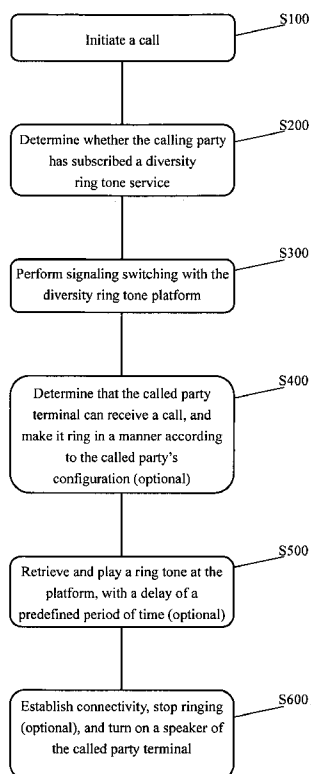 S100
Initiate a call
S200
Determine whether the calling party
has subscribed a diversity
ring tone service
S300
Perform signaling switching with the
diversity ring tone platform
S400
Determine that the called party
terminal can receive a call, and
make it ring in a manner according
to the called party's
configuration (optional)
S500
Retrieve and play a ring tone at the
platform, with a delay of a
predefined period of time (optional)
S600
Establish connectivity, stop ringing
(optional), and turn on a speaker of
the called party terminal